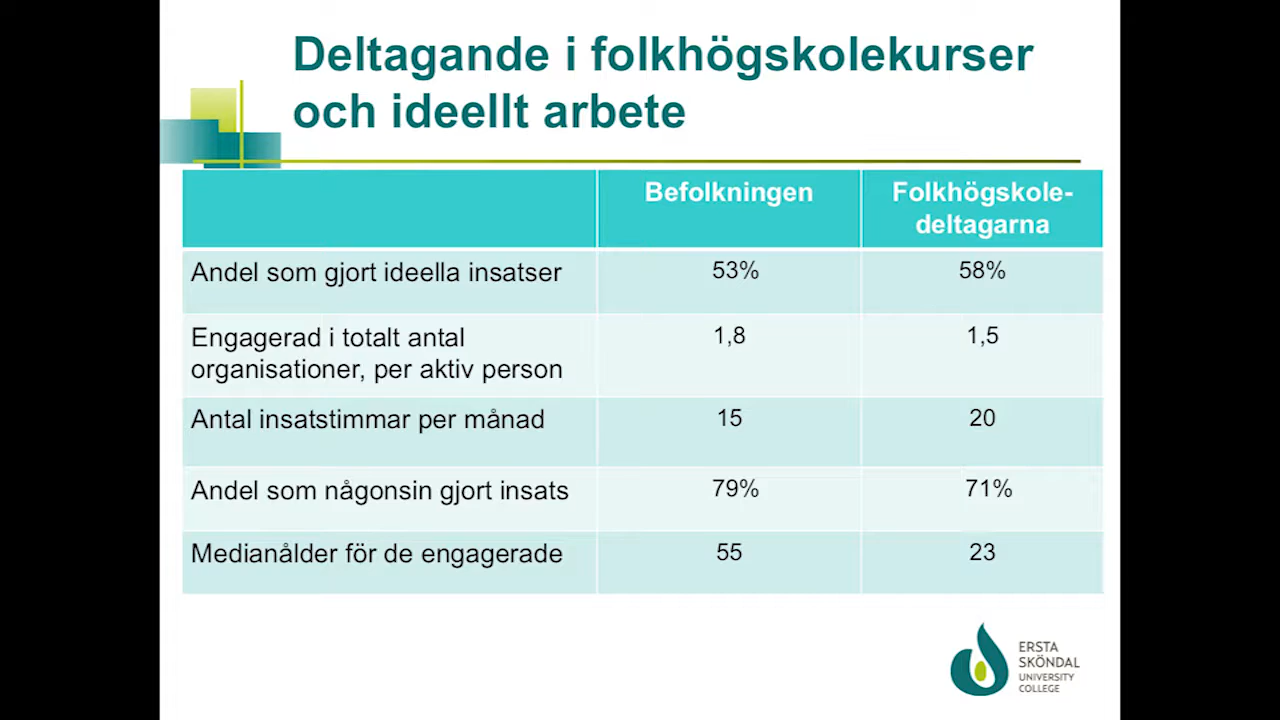 Deltagande i folkhögskolekurser
och ideellt arbete
Befolkningen
Folkhögskole-
deltagarna
Andel som gjort ideella insatser
53%
58%
Engagerad i totalt antal
organisationer, per aktiv person
1,8
1,5
Antal insatstimmar per månad
15
20
Andel som någonsin gjort insats
79%
71%
Medianålder för de engagerade
55
23
ERSTA
SKÖNDAL
UNIVERSITY
COLLEGE